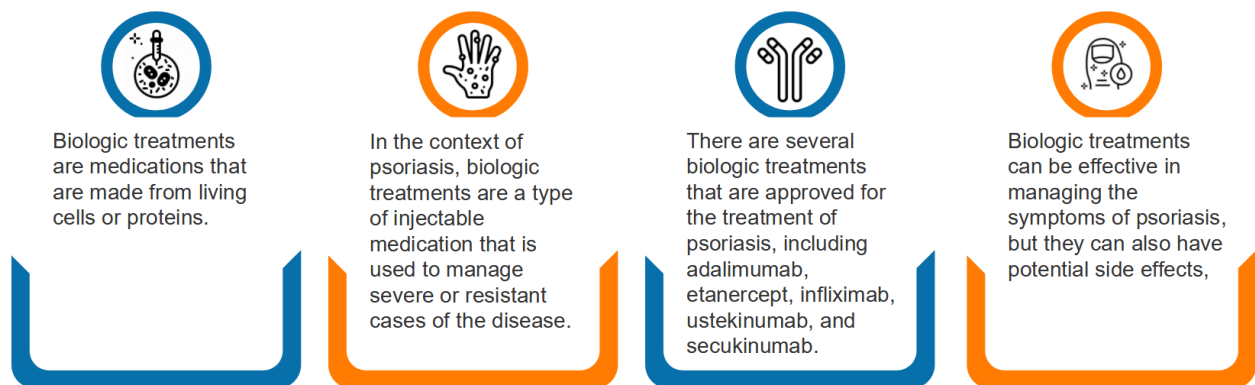 Biologic treatments
are medications that
are made from living
cells or proteins.
In the context of
psoriasis, biologic
treatments are a type
of injectable
medication that is
used to manage
severe or resistant
cases of the disease.
There are several
biologic treatments
that are approved for
the treatment of
psoriasis, including
adalimumab,
etanercept, infliximab,
ustekinumab, and
secukinumab.
Biologic treatments
can be effective in
managing the
symptoms of psoriasis,
but they can also have
potential side effects,